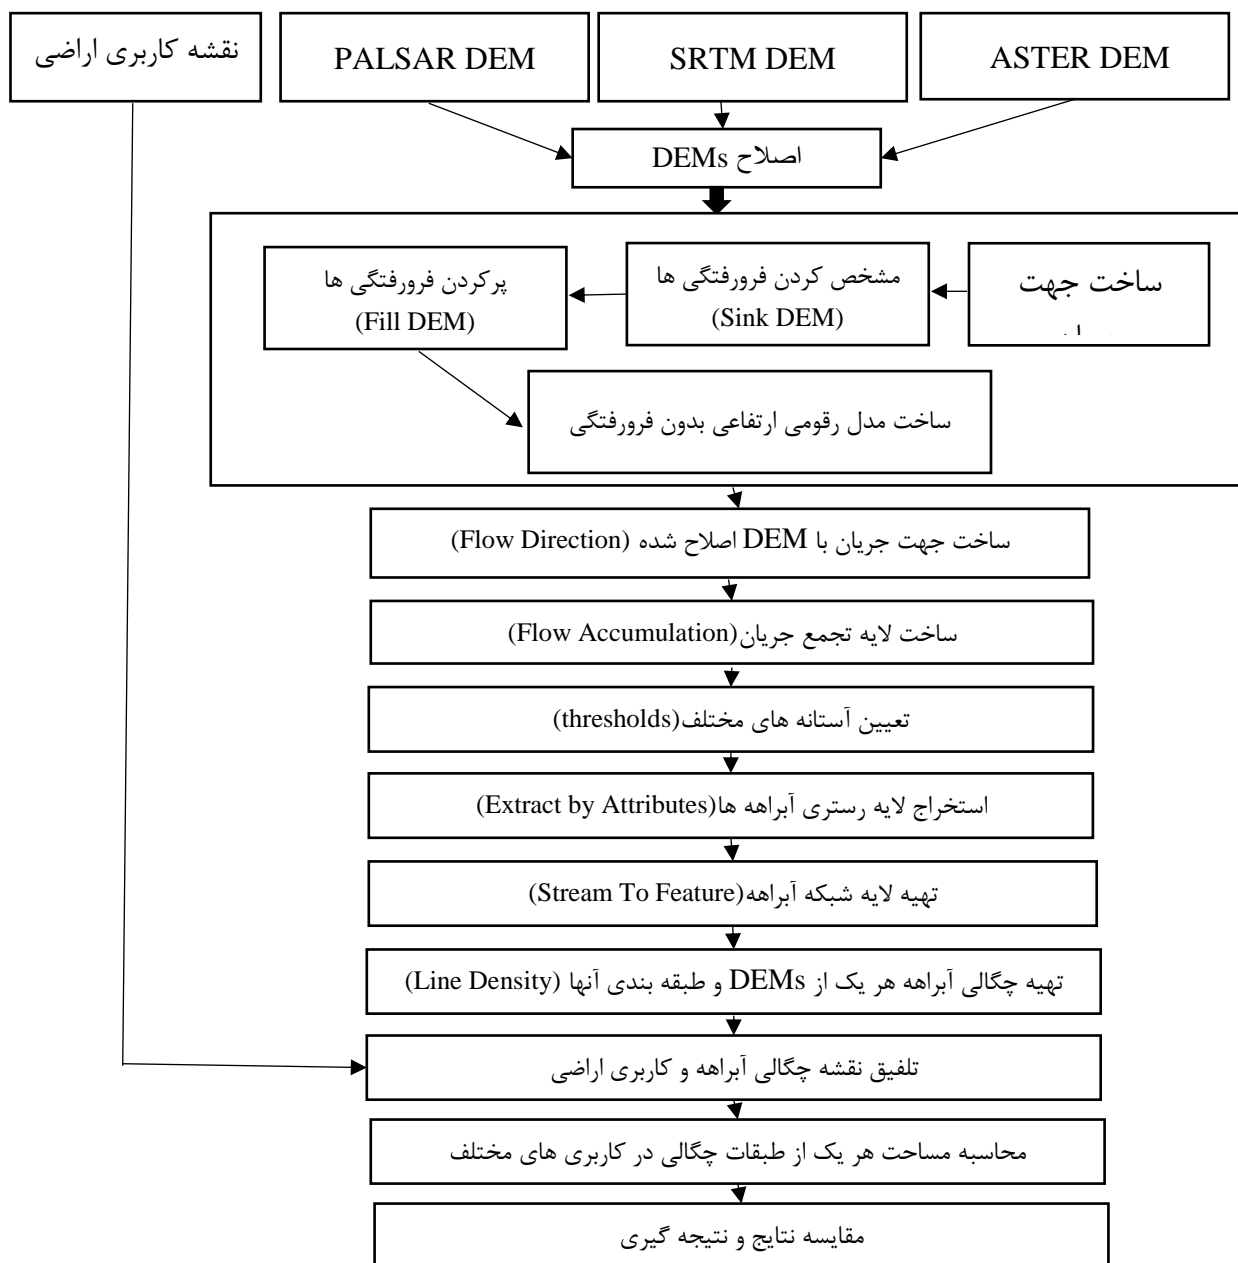 نقشه کاربری اراضی
PALSAR DEM
SRTM DEM
ASTER DEM
اصلاح DEMs
ساخت جهت
مشخص کردن فرورفتگی ها
(Sink DEM)
پرکردن فرورفتگی ها
(Fill DEM)
ساخت مدل رقومی ارتفاعی بدون فرورفتگی
ساخت جهت جریان با DEM اصلاح شده (Flow Direction)
ساخت لایه تجمع جریان(Flow Accumulation)
تعیین آستانه های مختلف(thresholds)
استخراج لایه رستری آبراهه ها(Extract by Attributes)
تهیه لایه شبکه آبراهه(Stream To Feature)
تهیه چگالی آبراهه هر یک از DEMs و طبقه بندی آنها (Line Density)
تلفیق نقشه چگالی آبراهه و کاربری اراضی
محاسبه مساحت هر یک از طبقات چگالی در کاربری های مختلف
مقایسه نتایج و نتیجه گیری